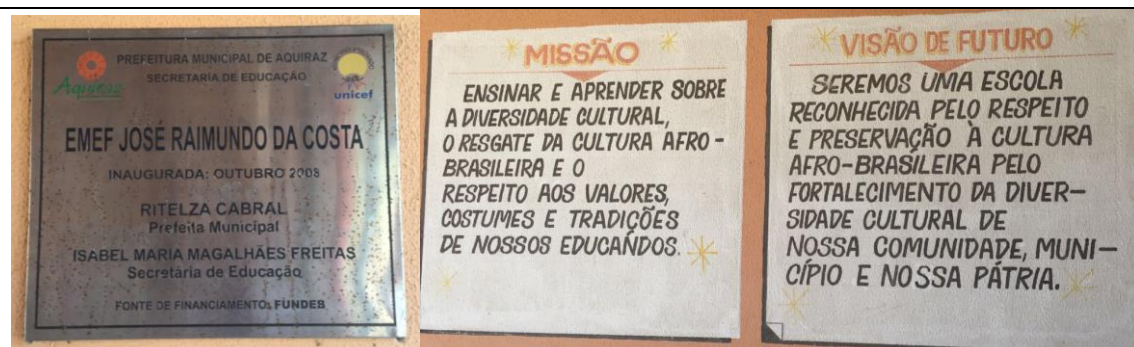 PREFEITURA MUNICIPAL DE AQUIRAZ
SECRETARIA DE EDUCAÇÃO
Aquiraz
unicef
EMEF JOSÉ RAIMUNDO DA COSTA
INAUGURADA: OUTUBRO 2008
RITELZA CABRAL
Prefeita Municipal
ISABEL MARIA MAGALHÃES FREITAS
Secretária de Educação
FONTE DE FINANCIAMENTO: FUNDEB
MISSÃO
ENSINAR E APRENDER SOBRE
A DIVERSIDADE CULTURAL,
O RESGATE DA CULTURA AFRO-
BRASILEIRA E O
RESPEITO AOS VALORES,
COSTUMES E TRADIÇÕES
DE NOSSOS EDUCANDOS.
VISÃO DE FUTURO
SEREMOS UMA ESCOLA
RECONHECIDA PELO RESPEITO
E PRESERVAÇÃO À CULTURA
AFRO-BRASILEIRA PELO
FORTALECIMENTO DA DIVER-
SIDADE CULTURAL DE
NOSSA COMUNIDADE, MUNI-
CÍPIO E NOSSA PÁTRIA.